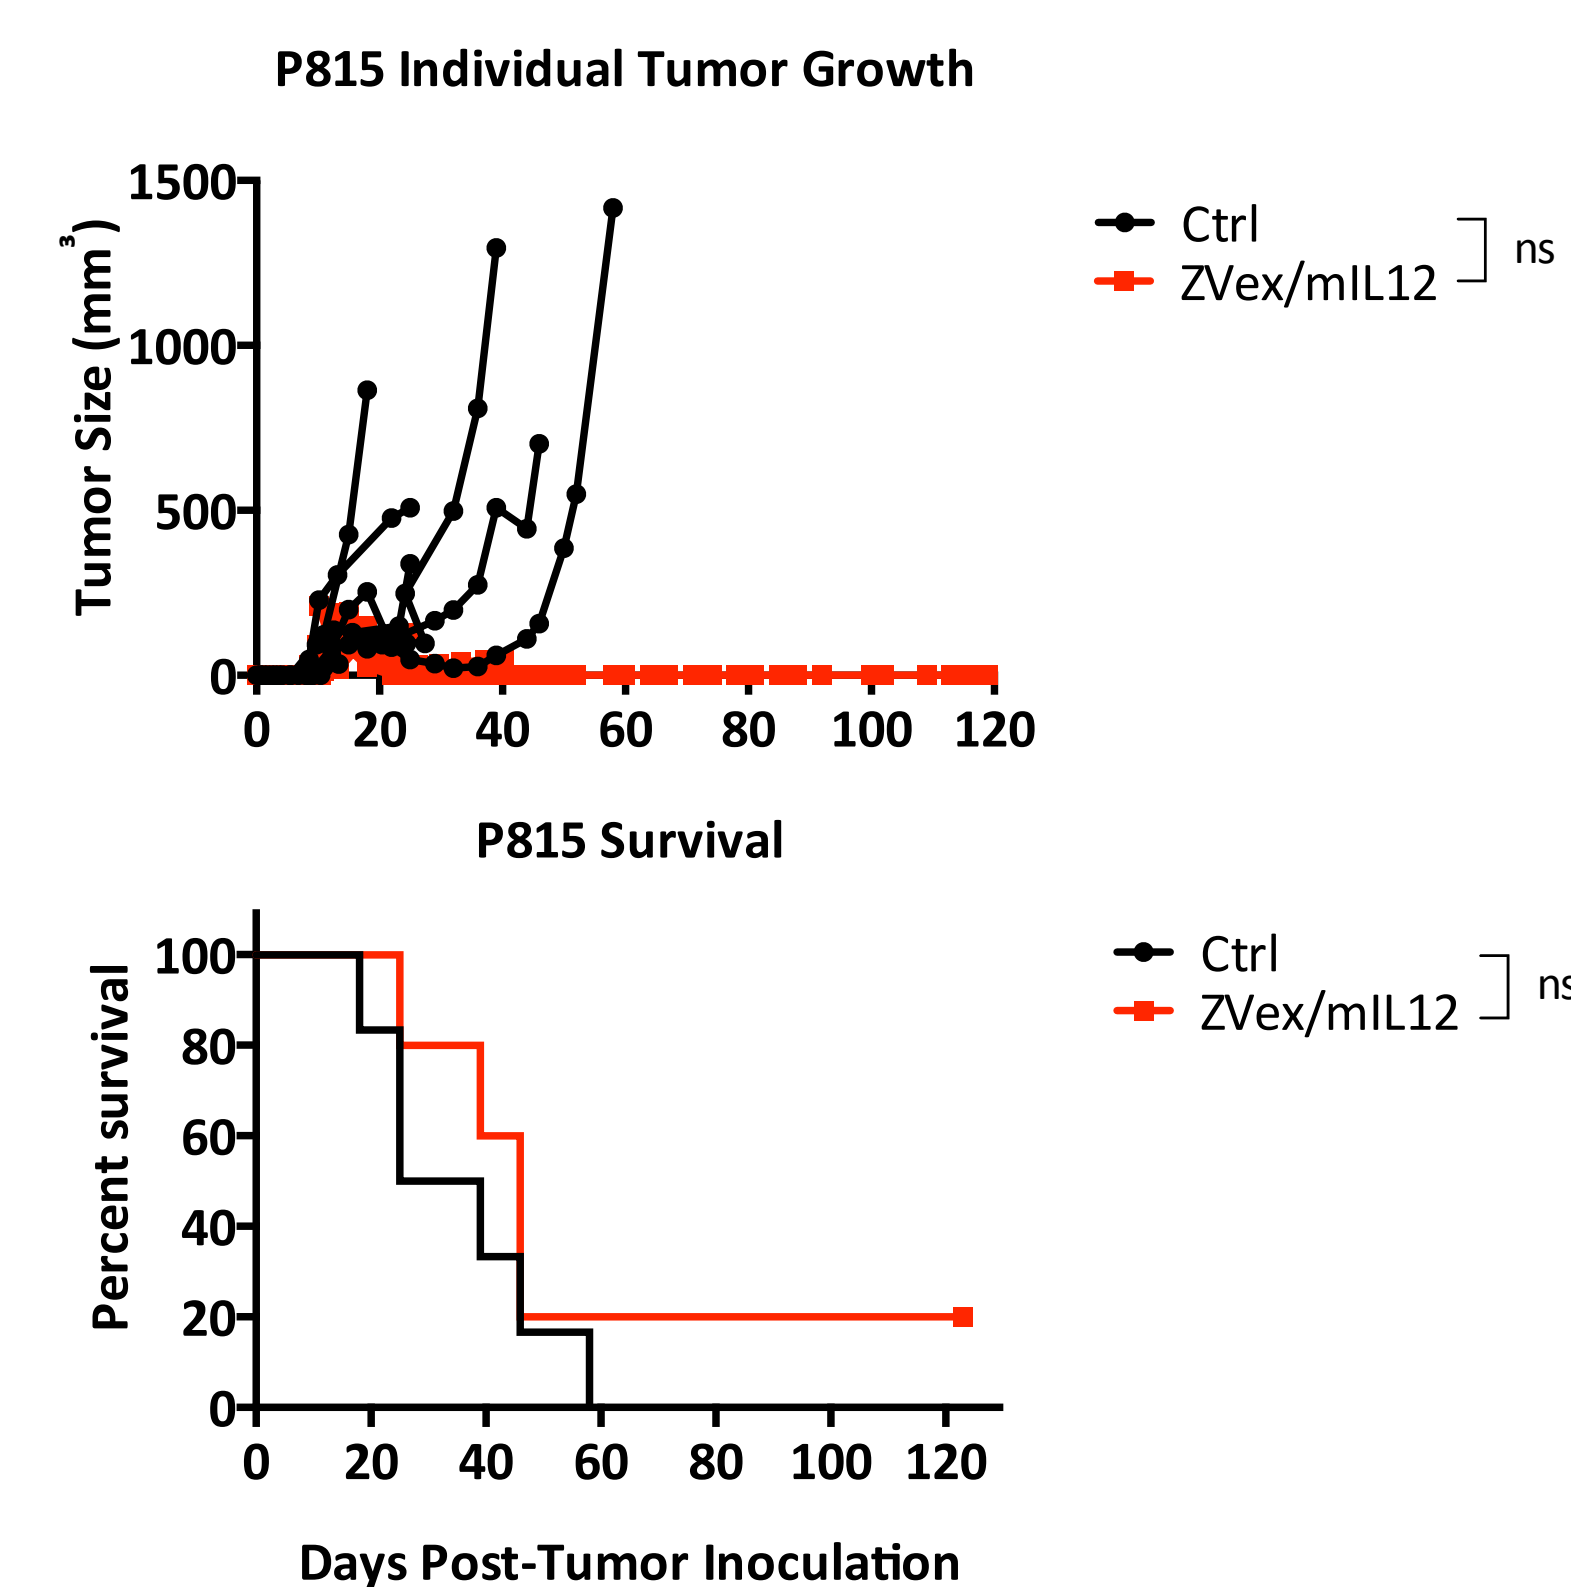 P815 Individual Tumor Growth
Tumor Size (mm³)
1500
1000
500
0
0 20 40 60 80 100 120
Ctrl
ZVex/mIL12
ns
P815 Survival
Percent survival
100
80
60
40
20
0
0 20 40 60 80 100 120
Ctrl
ZVex/mIL12
ns
Days Post-Tumor Inoculation